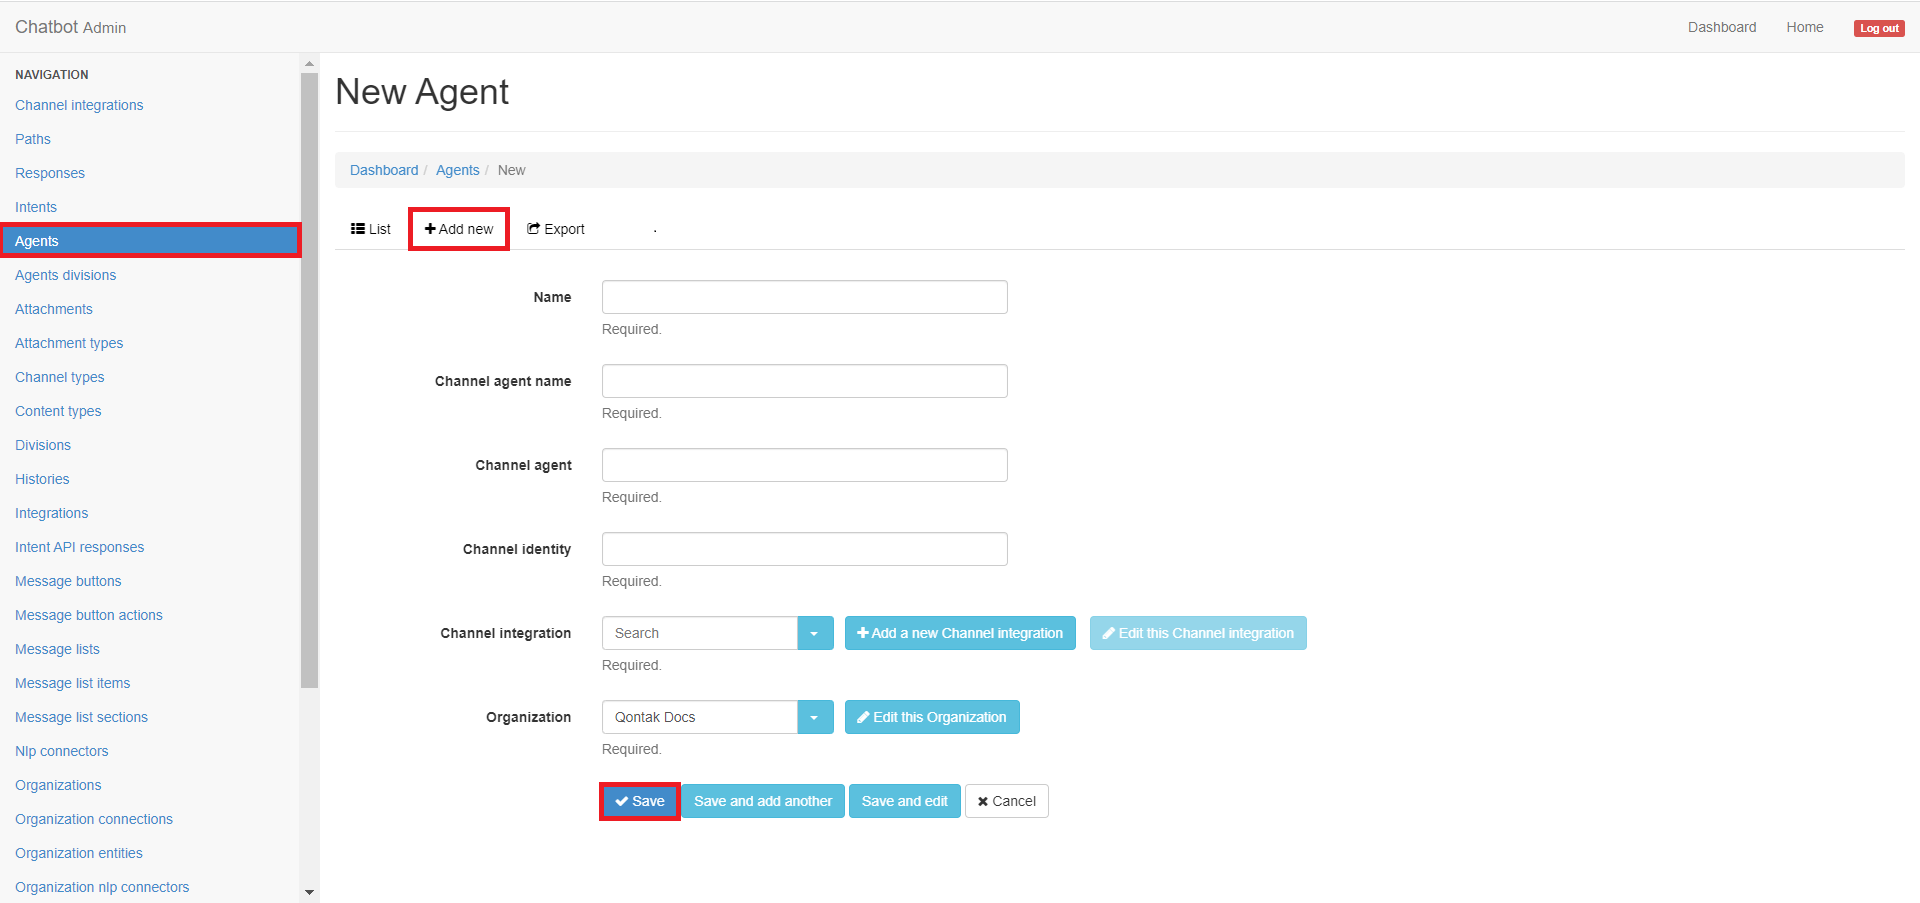 Chatbot Admin
Dashboard Home Log out
NAVIGATION
Channel integrations
Paths
Responses
Intents
Agents
Agents divisions
Attachments
Attachment types
Channel types
Content types
Divisions
Histories
Integrations
Intent API responses
Message buttons
Message button actions
Message lists
Message list items
Message list sections
Nlp connectors
Organizations
Organization connections
Organization entities
Organization nlp connectors
New Agent
Dashboard / Agents / New
List Add new Export .
Name
Required.
Channel agent name
Required.
Channel agent
Required.
Channel identity
Required.
Channel integration Search Add a new Channel integration Edit this Channel integration
Required.
Organization Qontak Docs Edit this Organization
Required.
Save Save and add another Save and edit Cancel